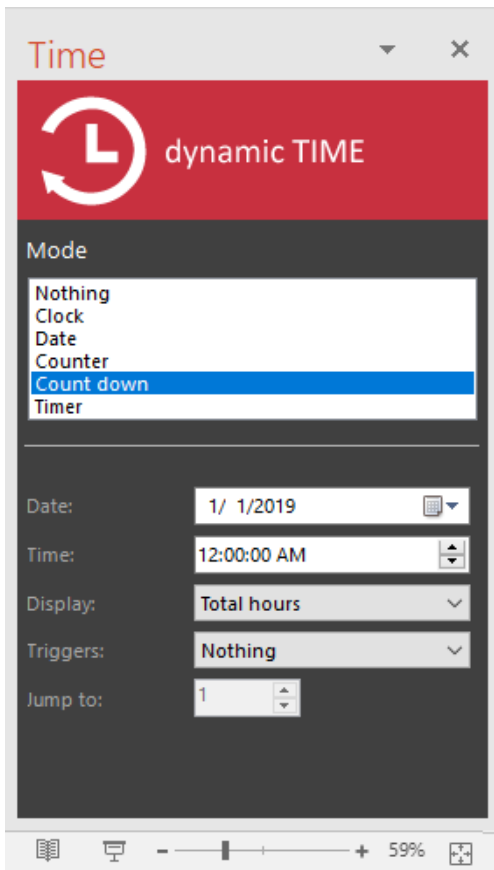 Time
dynamic TIME
Mode
Nothing
Clock
Date
Counter
Count down
Timer
Date: 1/ 1/2019
Time: 12:00:00 AM
Display: Total hours
Triggers: Nothing
Jump to: 1
- + 59%